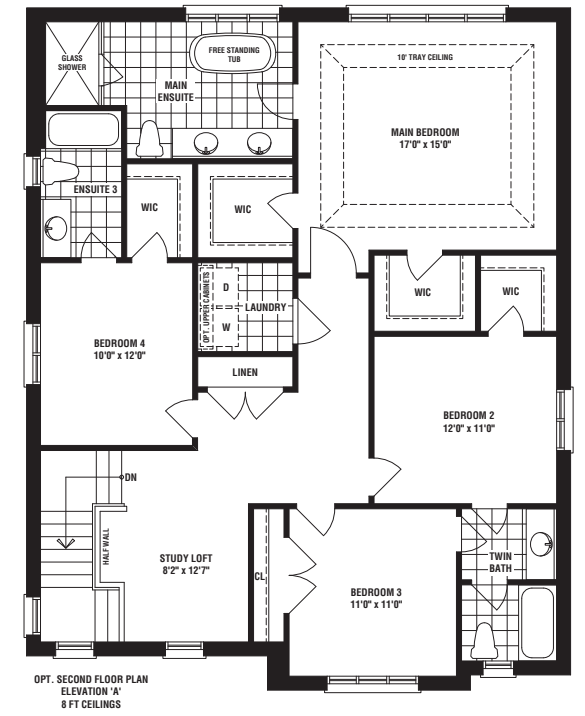 GLASS
SHOWER
FREE STANDING
TUB
MAIN
ENSUITE
10' TRAY CEILING
MAIN BEDROOM
17'0" x 15'0"
ENSUITE 3
WIC
WIC
WIC
WIC
OPT. UPPER CABINETS
D
LAUNDRY
W
BEDROOM 4
10'0" x 12'0"
LINEN
BEDROOM 2
12'0" x 11'0"
DN
HALF WALL
STUDY LOFT
8'2" x 12'7"
CL
BEDROOM 3
11'0" x 11'0"
TWIN
BATH
OPT. SECOND FLOOR PLAN
ELEVATION 'A'
8 FT CEILINGS